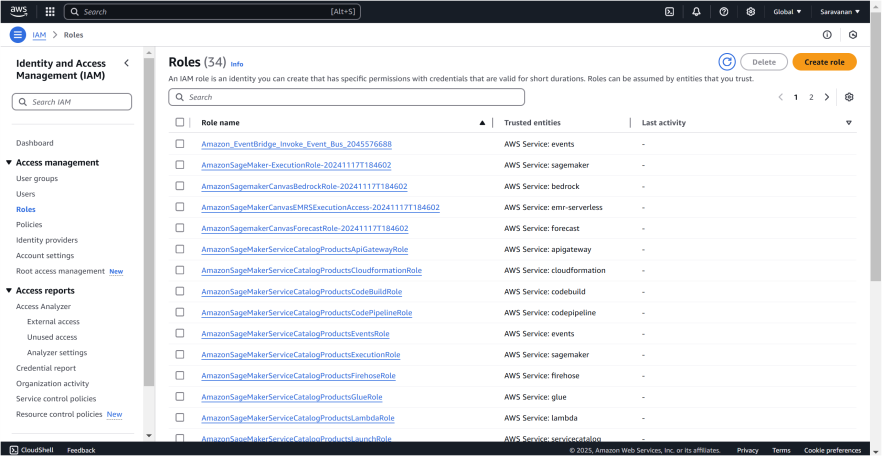 aws
Search [Alt+S]
Global
Saravanan
IAM > Roles
Identity and Access Management (IAM)
Search IAM
Dashboard
Access management
User groups
Users
Roles
Policies
Identity providers
Account settings
Root access management New
Access reports
Access Analyzer
External access
Unused access
Analyzer settings
Credential report
Organization activity
Service control policies
Resource control policies New
Roles (34) Info
Delete
Create role
An IAM role is an identity you can create that has specific permissions with credentials that are valid for short durations. Roles can be assumed by entities that you trust.
Search
1 2
Role name Trusted entities Last activity
Amazon_EventBridge_Invoke_Event_Bus_2045576688 AWS Service: events -
AmazonSageMaker-ExecutionRole-20241117T184602 AWS Service: sagemaker -
AmazonSagemakerCanvasBedrockRole-20241117T184602 AWS Service: bedrock -
AmazonSageMakerCanvasEMRSExecutionAccess-20241117T184602 AWS Service: emr-serverless -
AmazonSagemakerCanvasForecastRole-20241117T184602 AWS Service: forecast -
AmazonSageMakerServiceCatalogProductsApiGatewayRole AWS Service: apigateway -
AmazonSageMakerServiceCatalogProductsCloudformationRole AWS Service: cloudformation -
AmazonSageMakerServiceCatalogProductsCodeBuildRole AWS Service: codebuild -
AmazonSageMakerServiceCatalogProductsCodePipelineRole AWS Service: codepipeline -
AmazonSageMakerServiceCatalogProductsEventsRole AWS Service: events -
AmazonSageMakerServiceCatalogProductsExecutionRole AWS Service: sagemaker -
AmazonSageMakerServiceCatalogProductsFirehoseRole AWS Service: firehose -
AmazonSageMakerServiceCatalogProductsGlueRole AWS Service: glue -
AmazonSageMakerServiceCatalogProductsLambdaRole AWS Service: lambda -
AmazonSageMakerServiceCatalogProductsLaunchRole AWS Service: servicecatalog -
CloudShell Feedback © 2025, Amazon Web Services, Inc. or its affiliates. Privacy Terms Cookie preferences